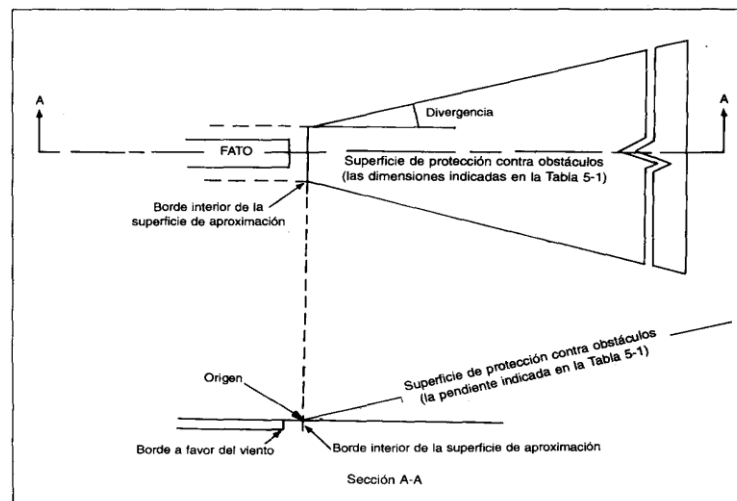 A
A
Divergencia
FATO
Superficie de protección contra obstáculos
(las dimensiones indicadas en la Tabla 5-1)
Borde interior de la
superficie de aproximación
Superficie de protección contra obstáculos
(la pendiente indicada en la Tabla 5-1)
Origen
Borde a favor del viento
Borde interior de la superficie de aproximación
Sección A-A